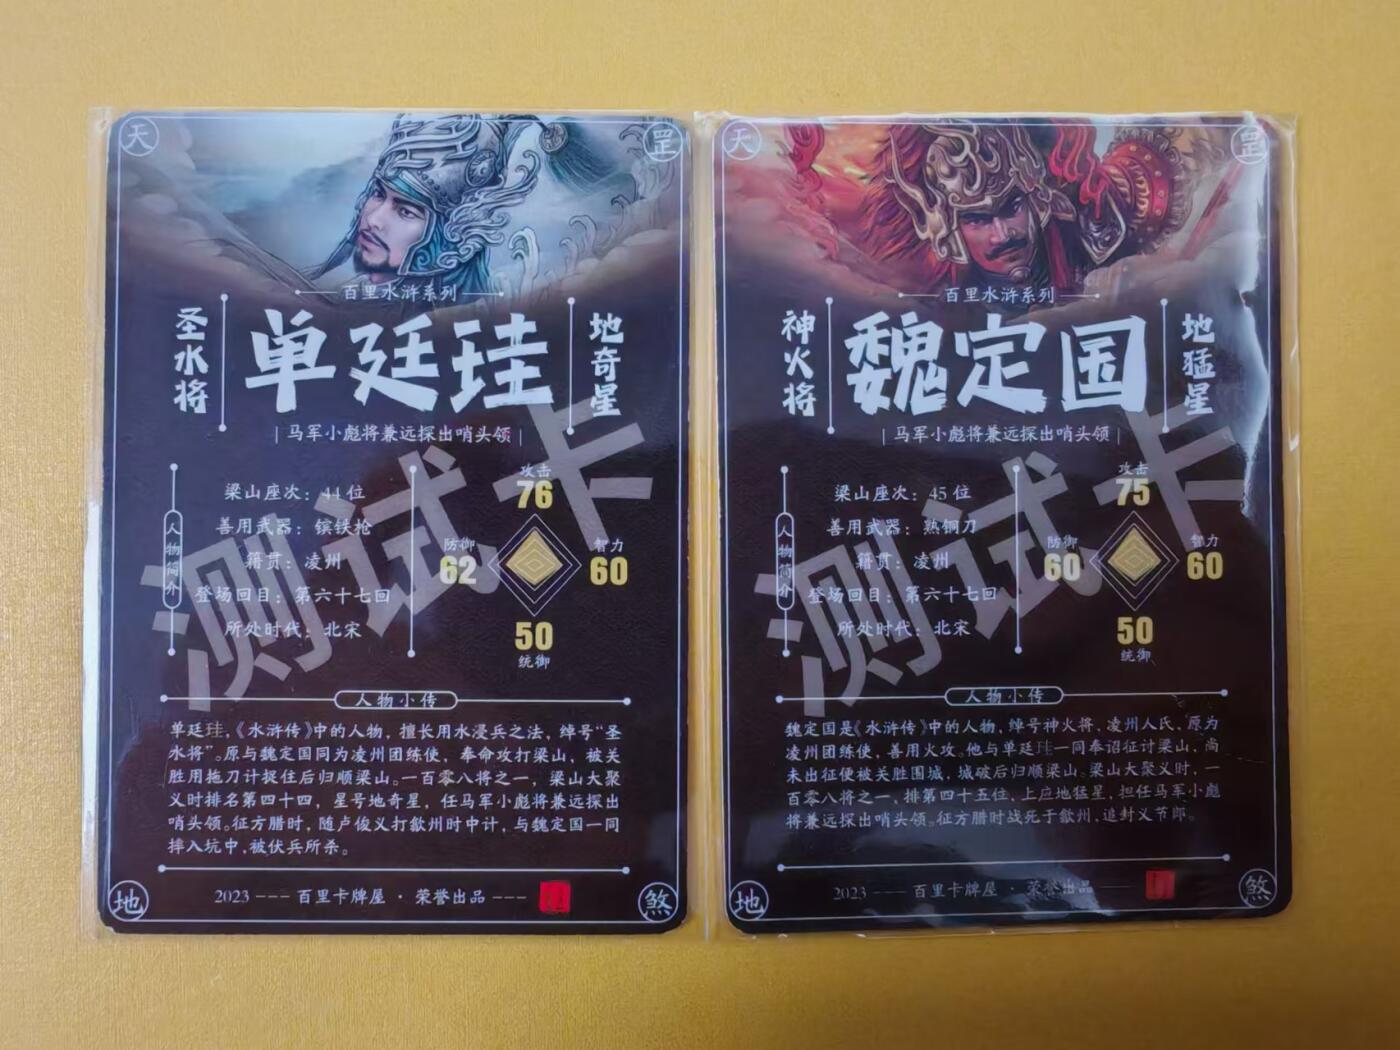 天
罡
百里水浒系列
圣水将
单廷珪
地奇星
马军小彪将兼远探出哨头领
人物简介
梁山座次：44位
善用武器：镔铁枪
籍贯：凌州
登场回目：第六十七回
所处时代：北宋
攻击
76
防御
62
智力
60
50
统御
测试卡
人物小传
单廷珪，《水浒传》中的人物，擅长用水浸兵之法，绰号“圣
水将”。原与魏定国同为凌州团练使，奉命攻打梁山，被关
胜用拖刀计捉住后归顺梁山。一百零八将之一，梁山大聚
义时排名第四十四，星号地奇星，任马军小彪将兼远探出
哨头领。征方腊时，随卢俊义打歙州时中计，与魏定国一同
摔入坑中，被伏兵所杀。
地
2023 --- 百里卡牌屋 · 荣誉出品 ---
煞
天
罡
百里水浒系列
神火将
魏定国
地猛星
马军小彪将兼远探出哨头领
人物简介
梁山座次：45位
善用武器：熟铜刀
籍贯：凌州
登场回目：第六十七回
所处时代：北宋
攻击
75
防御
60
智力
60
50
统御
测试卡
人物小传
魏定国是《水浒传》中的人物，绰号神火将，凌州人氏，原为
凌州团练使，善用火攻。他与单廷珪一同奉诏征讨梁山，尚
未出征便被关胜围城，城破后归顺梁山。梁山大聚义时，一
百零八将之一，排第四十五位，上应地猛星，担任马军小彪
将兼远探出哨头领。征方腊时战死于歙州，追封义节郎。
地
2023 --- 百里卡牌屋 · 荣誉出品 ---
煞